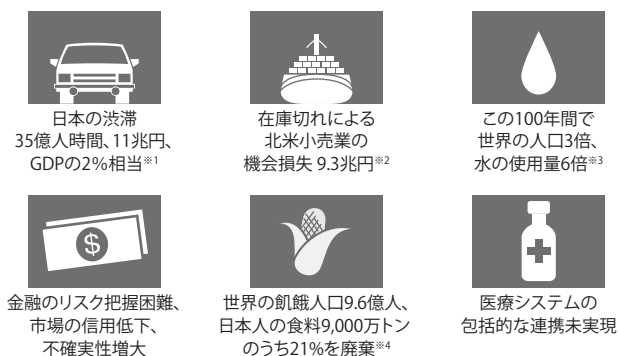 日本の渋滞
35億人時間、11兆円、
GDPの2％相当※1
在庫切れによる
北米小売業の
機会損失 9.3兆円※2
この100年間で
世界の人口3倍、
水の使用量6倍※3
$
金融のリスク把握困難、
市場の信用低下、
不確実性増大
世界の飢餓人口9.6億人、
日本人の食料9,000万トン
のうち21％を廃棄※4
医療システムの
包括的な連携未実現